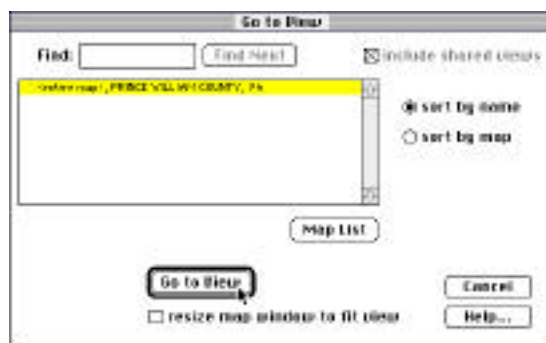 Go to View
Find: Find Next include shared views
<entire map>, PRINCE WILLIAM COUNTY, VA
sort by name
sort by map
Map List
Go to View Cancel
resize map window to fit view Help...